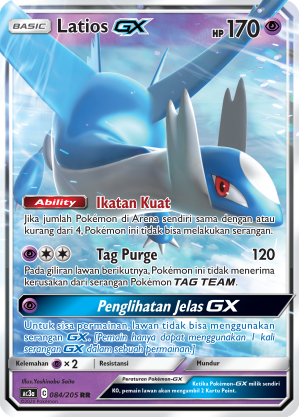 BASIC Latios GX HP 170
Ability Ikatan Kuat
Jika jumlah Pokémon di Arena sendiri sama dengan atau
kurang dari 4, Pokémon ini tidak bisa melakukan serangan.
Tag Purge 120
Pada giliran lawan berikutnya, Pokémon ini tidak menerima
kerusakan dari serangan Pokémon TAG TEAM.
Penglihatan Jelas GX
Untuk sisa permainan, lawan tidak bisa menggunakan
serangan GX. (Pemain hanya dapat menggunakan 1 kali
serangan GX dalam sebuah permainan.)
Kelemahan ×2 Resistansi Mundur
Illus. Yoshinobu Saito
Peraturan Pokémon-GX
Ketika Pokémon-GX milik sendiri
KO, pemain lawan akan mengambil 2 Kartu Point.
AC3a G 084/205 RR